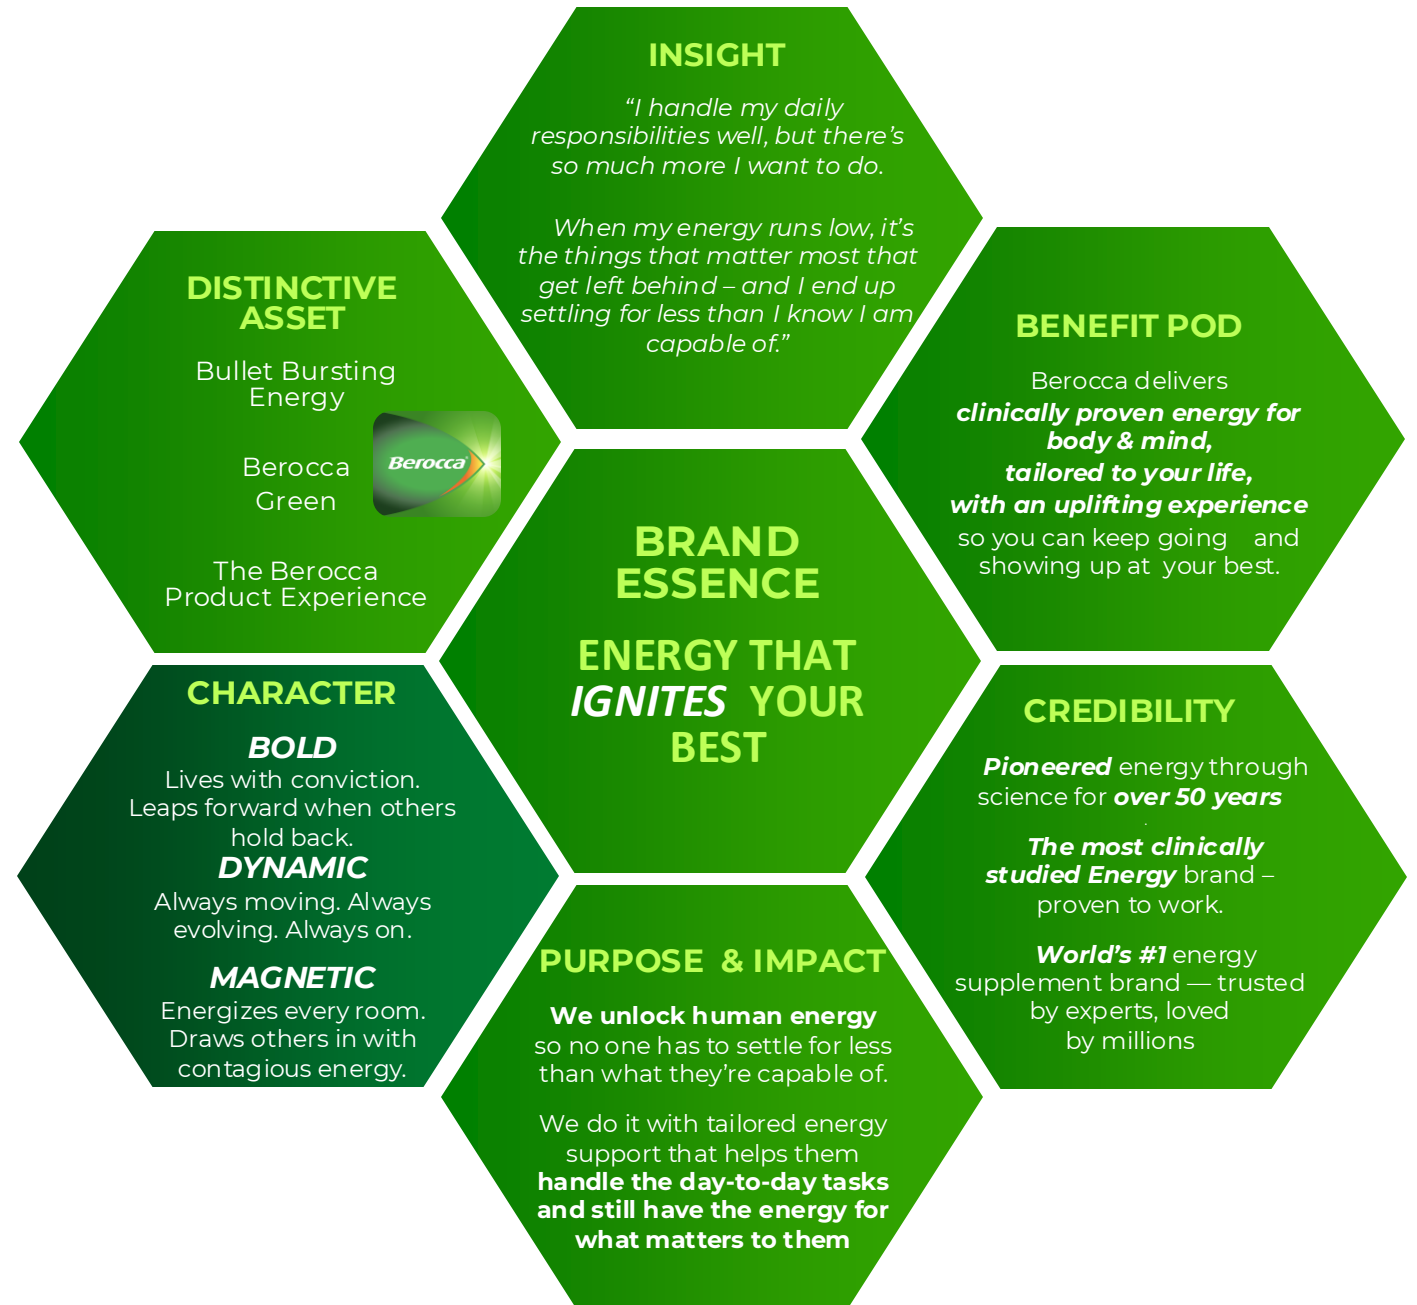 INSIGHT
“I handle my daily
responsibilities well, but there’s
so much more I want to do.
When my energy runs low, it’s
the things that matter most that
get left behind – and I end up
settling for less than I know I am
capable of.”
DISTINCTIVE
ASSET
Bullet Bursting
Energy
Berocca
Green
Berocca
The Berocca
Product Experience
BENEFIT POD
Berocca delivers
clinically proven energy for
body & mind,
tailored to your life,
with an uplifting experience
so you can keep going and
showing up at your best.
BRAND
ESSENCE
ENERGY THAT
IGNITES YOUR
BEST
CHARACTER
BOLD
Lives with conviction.
Leaps forward when others
hold back.
DYNAMIC
Always moving. Always
evolving. Always on.
MAGNETIC
Energizes every room.
Draws others in with
contagious energy.
CREDIBILITY
Pioneered energy through
science for over 50 years
.
The most clinically
studied Energy brand –
proven to work.
World’s #1 energy
supplement brand — trusted
by experts, loved
by millions
PURPOSE & IMPACT
We unlock human energy
so no one has to settle for less
than what they’re capable of.
We do it with tailored energy
support that helps them
handle the day-to-day tasks
and still have the energy for
what matters to them